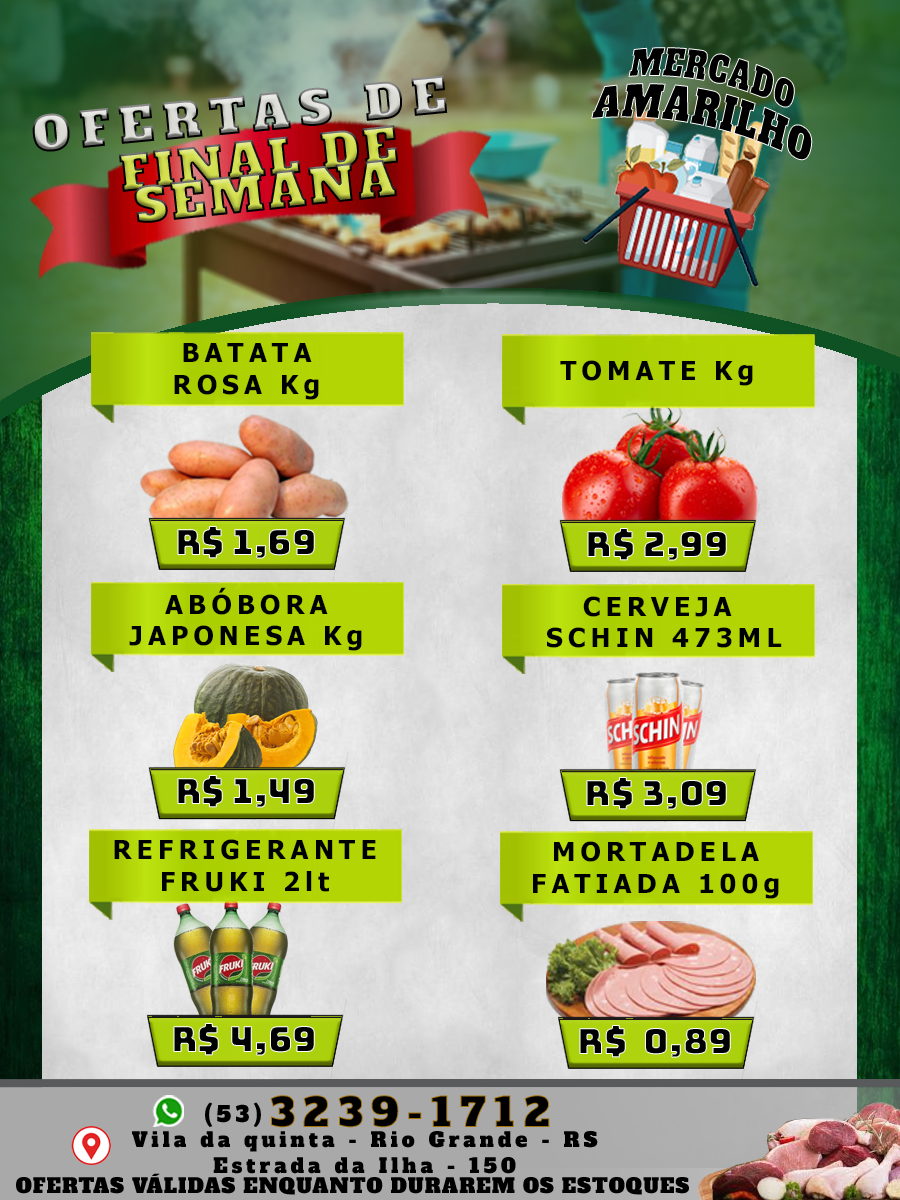 OFERTAS DE
FINAL DE
SEMANA
MERCADO
AMARILHO
BATATA
ROSA Kg
R$ 1,69
TOMATE Kg
R$ 2,99
ABÓBORA
JAPONESA Kg
R$ 1,49
CERVEJA
SCHIN 473ML
SCH
SCHIN
IN
R$ 3,09
REFRIGERANTE
FRUKI 2lt
FRUKI
FRUKI
RUKI
R$ 4,69
MORTADELA
FATIADA 100g
R$ 0,89
(53) 3239-1712
Vila da quinta - Rio Grande - RS
Estrada da Ilha - 150
OFERTAS VÁLIDAS ENQUANTO DURAREM OS ESTOQUES